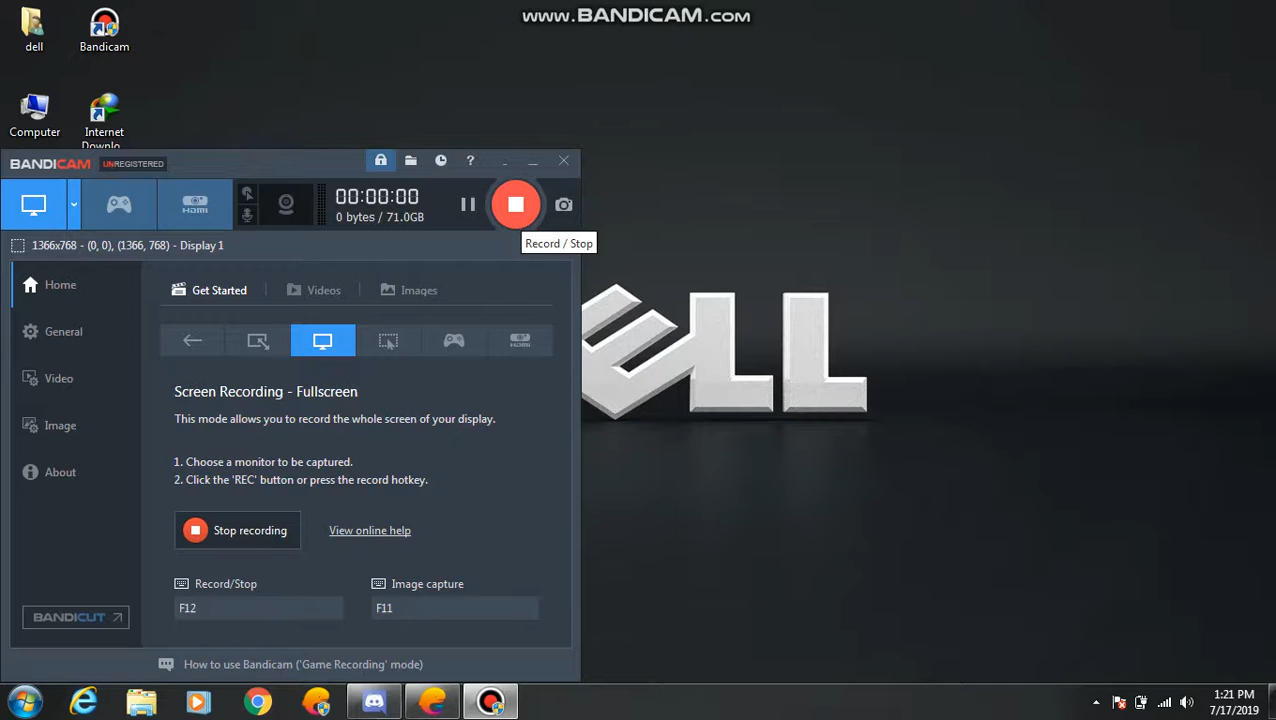 www.BANDICAM.com
dell
Bandicam
Computer
Internet
Downlo...
BANDICAM UNREGISTERED
?
HDMI
00:00:00
0 bytes / 71.0GB
Record / Stop
1366x768 - (0, 0), (1366, 768) - Display 1
Home
General
Video
Image
About
BANDICUT
Get Started
Videos
Images
HDMI
Screen Recording - Fullscreen
This mode allows you to record the whole screen of your display.
1. Choose a monitor to be captured.
2. Click the 'REC' button or press the record hotkey.
Stop recording
View online help
Record/Stop
Image capture
F12
F11
How to use Bandicam ('Game Recording' mode)
ELL
1:21 PM
7/17/2019